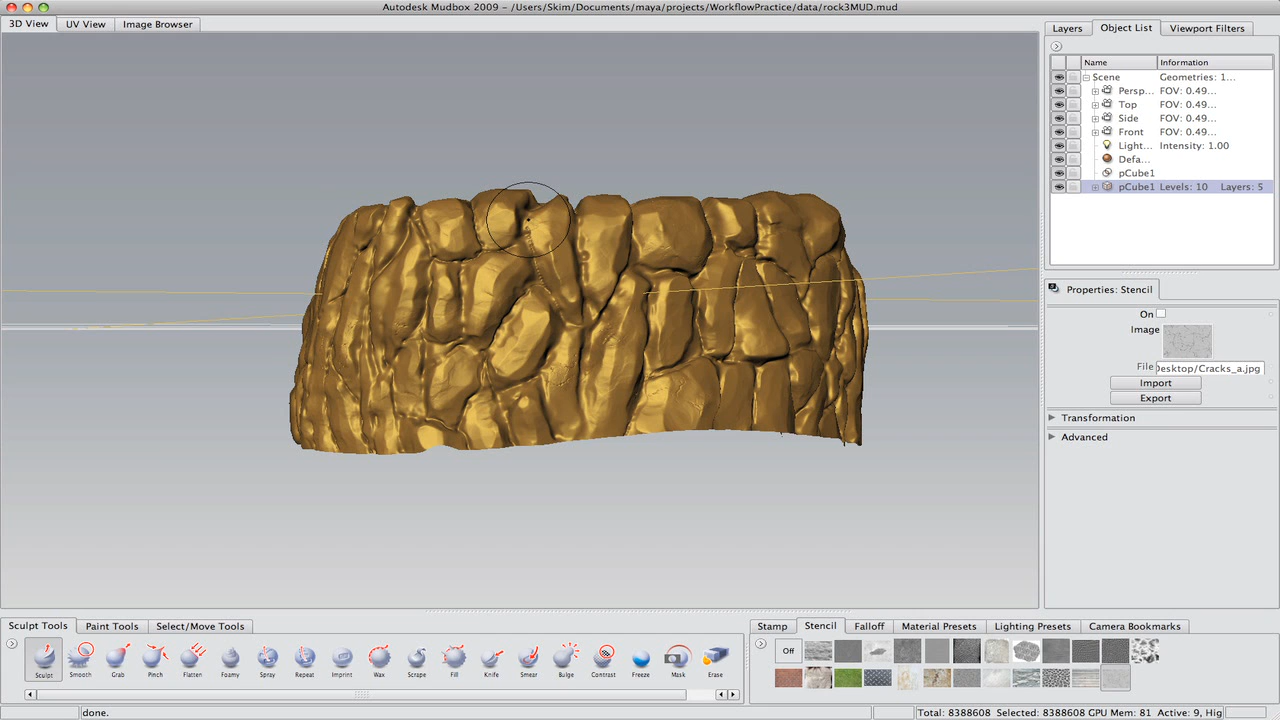 Autodesk Mudbox 2009 - /Users/Skim/Documents/maya/projects/WorkflowPractice/data/rock3MUD.mud
3D View UV View Image Browser
Layers Object List Viewport Filters
Name Information
Scene Geometries: 1...
Persp... FOV: 0.49...
Top FOV: 0.49...
Side FOV: 0.49...
Front FOV: 0.49...
Light... Intensity: 1.00
Defa...
pCube1
pCube1 Levels: 10 Layers: 5
Properties: Stencil
On
Image
File Desktop/Cracks_a.jpg
Import
Export
Transformation
Advanced
Sculpt Tools Paint Tools Select/Move Tools
Sculpt Smooth Grab Pinch Flatten Foamy Spray Repeat Imprint Wax Scrape Fill Knife Smear Bulge Contrast Freeze Mask Erase
Stamp Stencil Falloff Material Presets Lighting Presets Camera Bookmarks
Off
done.
Total: 8388608 Selected: 8388608 GPU Mem: 81 Active: 9, Hig